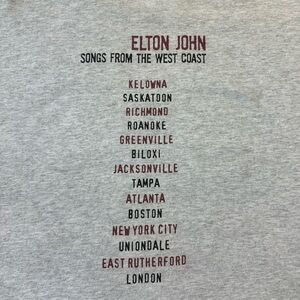 ELTON JOHN
SONGS FROM THE WEST COAST
KELOWNA
SASKATOON
RICHMOND
ROANOKE
GREENVILLE
BILOXI
JACKSONVILLE
TAMPA
ATLANTA
BOSTON
NEW YORK CITY
UNIONDALE
EAST RUTHERFORD
LONDON